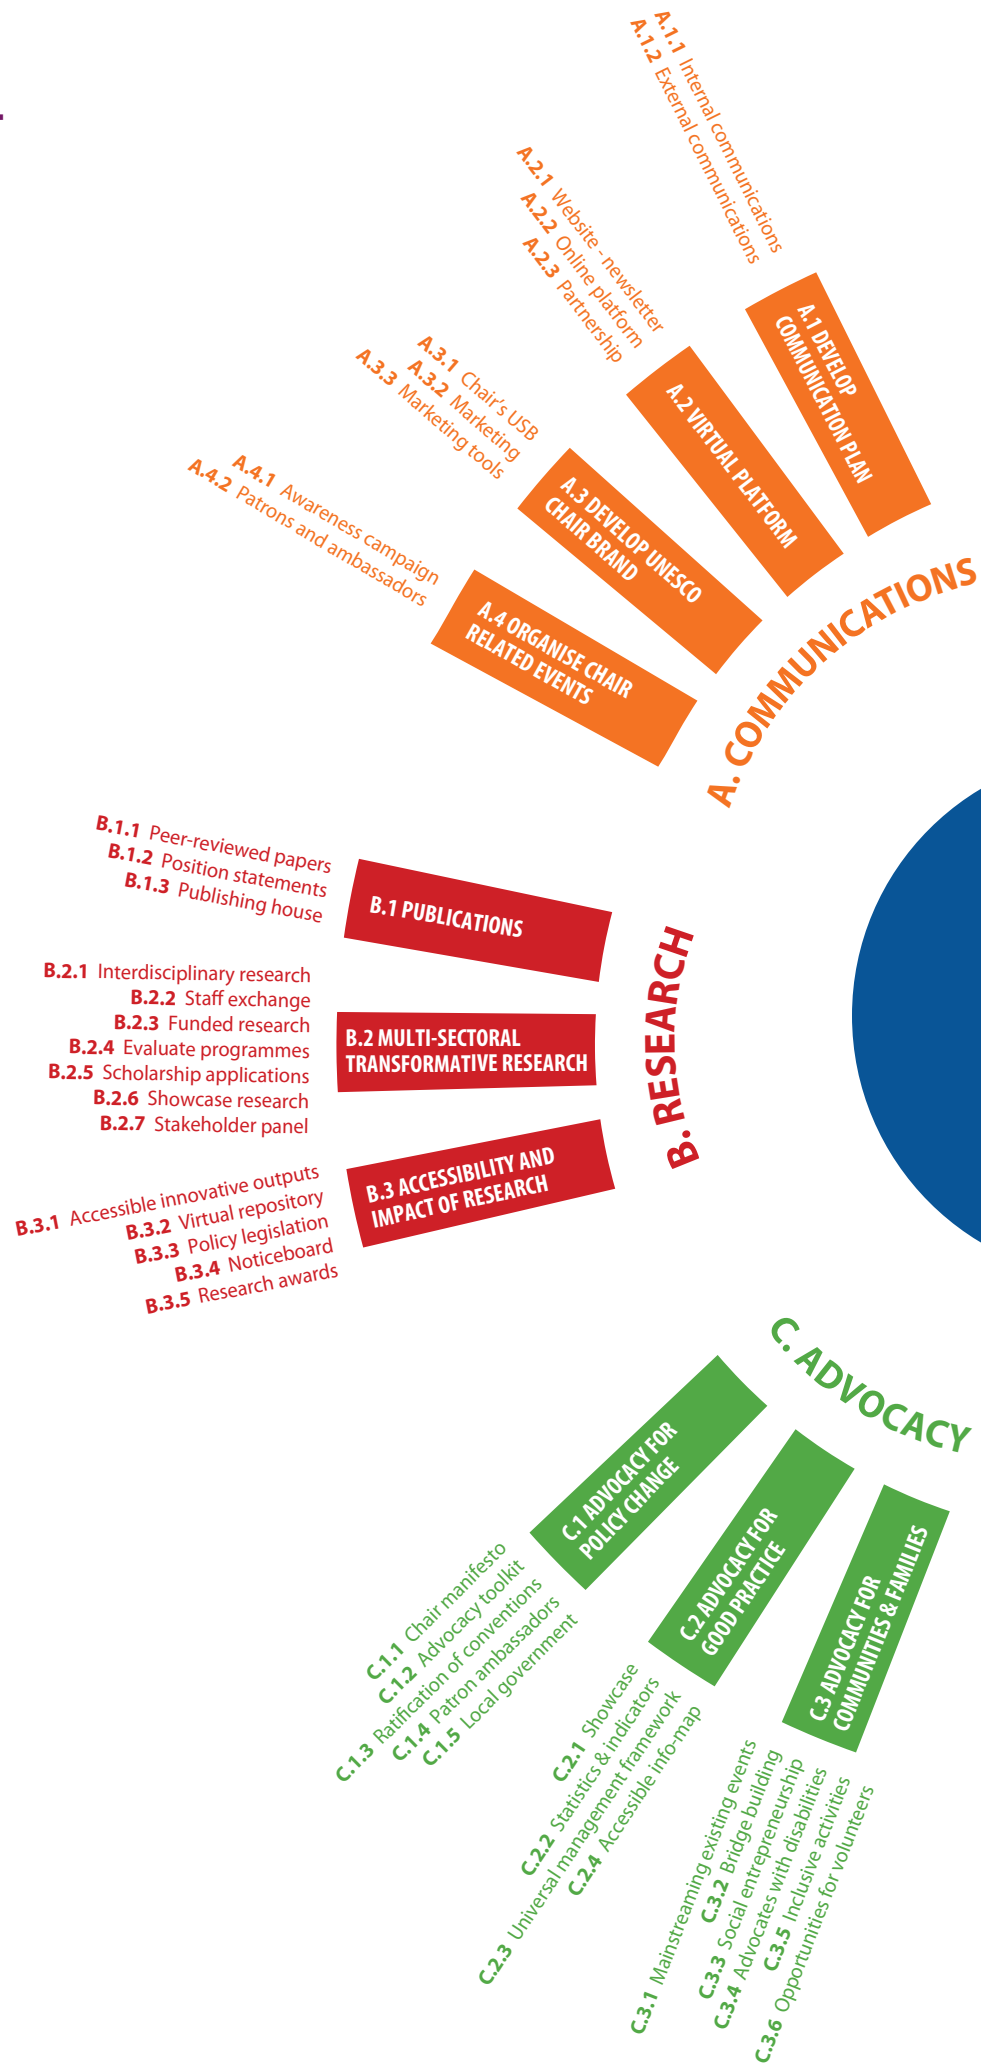 A. COMMUNICATIONS
A.1 DEVELOP
COMMUNICATION PLAN
A.1.1 Internal communications
A.1.2 External communications
A.2 VIRTUAL PLATFORM
A.2.1 Website - newsletter
A.2.2 Online platform
A.2.3 Partnership
A.3 DEVELOP UNESCO
CHAIR BRAND
A.3.1 Chair's USB
A.3.2 Marketing
A.3.3 Marketing tools
A.4 ORGANISE CHAIR
RELATED EVENTS
A.4.1 Awareness campaign
A.4.2 Patrons and ambassadors
B. RESEARCH
B.1 PUBLICATIONS
B.1.1 Peer-reviewed papers
B.1.2 Position statements
B.1.3 Publishing house
B.2 MULTI-SECTORAL
TRANSFORMATIVE RESEARCH
B.2.1 Interdisciplinary research
B.2.2 Staff exchange
B.2.3 Funded research
B.2.4 Evaluate programmes
B.2.5 Scholarship applications
B.2.6 Showcase research
B.2.7 Stakeholder panel
B.3 ACCESSIBILITY AND
IMPACT OF RESEARCH
B.3.1 Accessible innovative outputs
B.3.2 Virtual repository
B.3.3 Policy legislation
B.3.4 Noticeboard
B.3.5 Research awards
C. ADVOCACY
C.1 ADVOCACY FOR
POLICY CHANGE
C.1.1 Chair manifesto
C.1.2 Advocacy toolkit
C.1.3 Ratification of conventions
C.1.4 Patron ambassadors
C.1.5 Local government
C.2 ADVOCACY FOR
GOOD PRACTICE
C.2.1 Showcase
C.2.2 Statistics & indicators
C.2.3 Universal management framework
C.2.4 Accessible info-map
C.3 ADVOCACY FOR
COMMUNITIES & FAMILIES
C.3.1 Mainstreaming existing events
C.3.2 Bridge building
C.3.3 Social entrepreneurship
C.3.4 Advocates with disabilities
C.3.5 Inclusive activities
C.3.6 Opportunities for volunteers